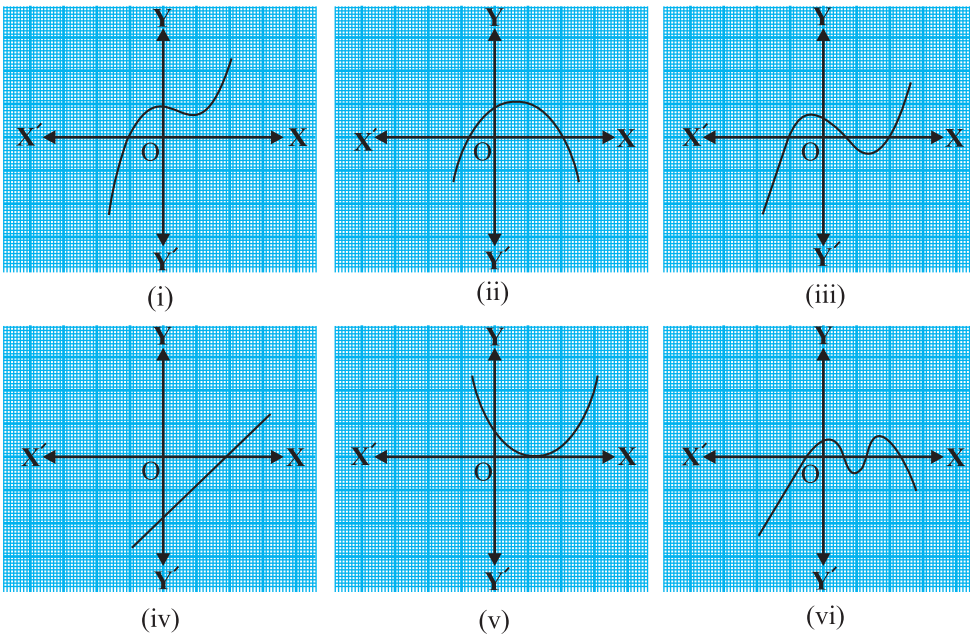 Y Y Y
X′ X X′ X X′ X
O O O
Y′ Y′ Y′
(i) (ii) (iii)
Y Y Y
X′ X X′ X X′ X
O O O
Y′ Y′ Y′
(iv) (v) (vi)